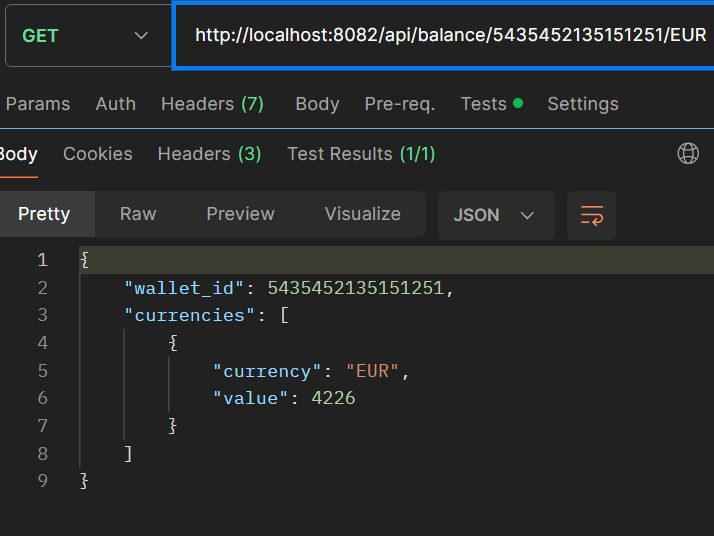 GET http://localhost:8082/api/balance/5435452135151251/EUR
Params Auth Headers (7) Body Pre-req. Tests Settings
Body Cookies Headers (3) Test Results (1/1)
Pretty Raw Preview Visualize JSON
1 {
2 "wallet_id": 5435452135151251,
3 "currencies": [
4 {
5 "currency": "EUR",
6 "value": 4226
7 }
8 ]
9 }